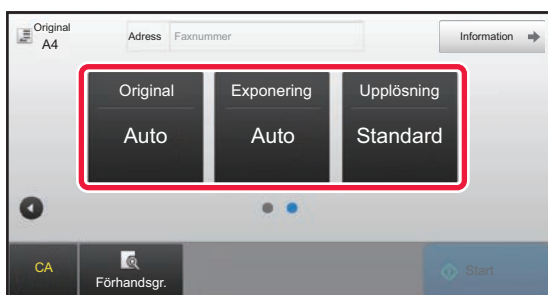 Original
A4
Adress Faxnummer
Information
Original Exponering Upplösning
Auto Auto Standard
CA
Förhandsgr.
Start